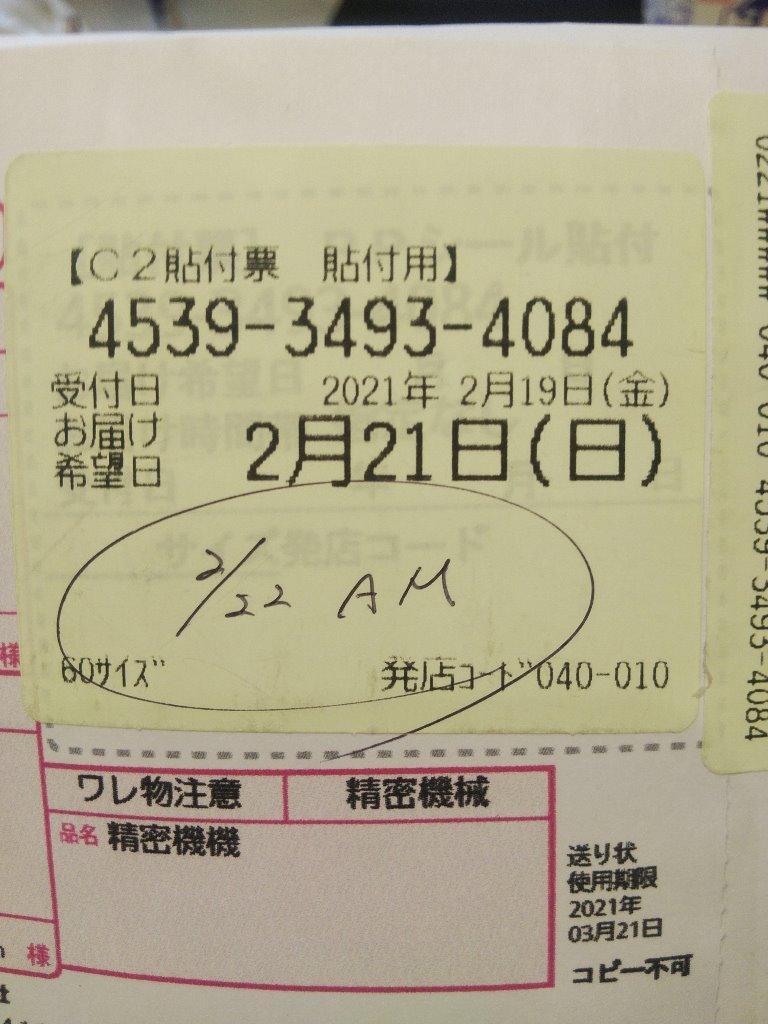 【C2貼付票　貼付用】
4539-3493-4084
受付日 2021年 2月19日(金)
お届け
希望日 2月21日(日)
2/22 AM
60サイズ 発店コード040-010
ワレ物注意 精密機械
品名 精密機機
送り状
使用期限
2021年
03月21日
コピー不可
様
様
040 010 4539-3493-4084